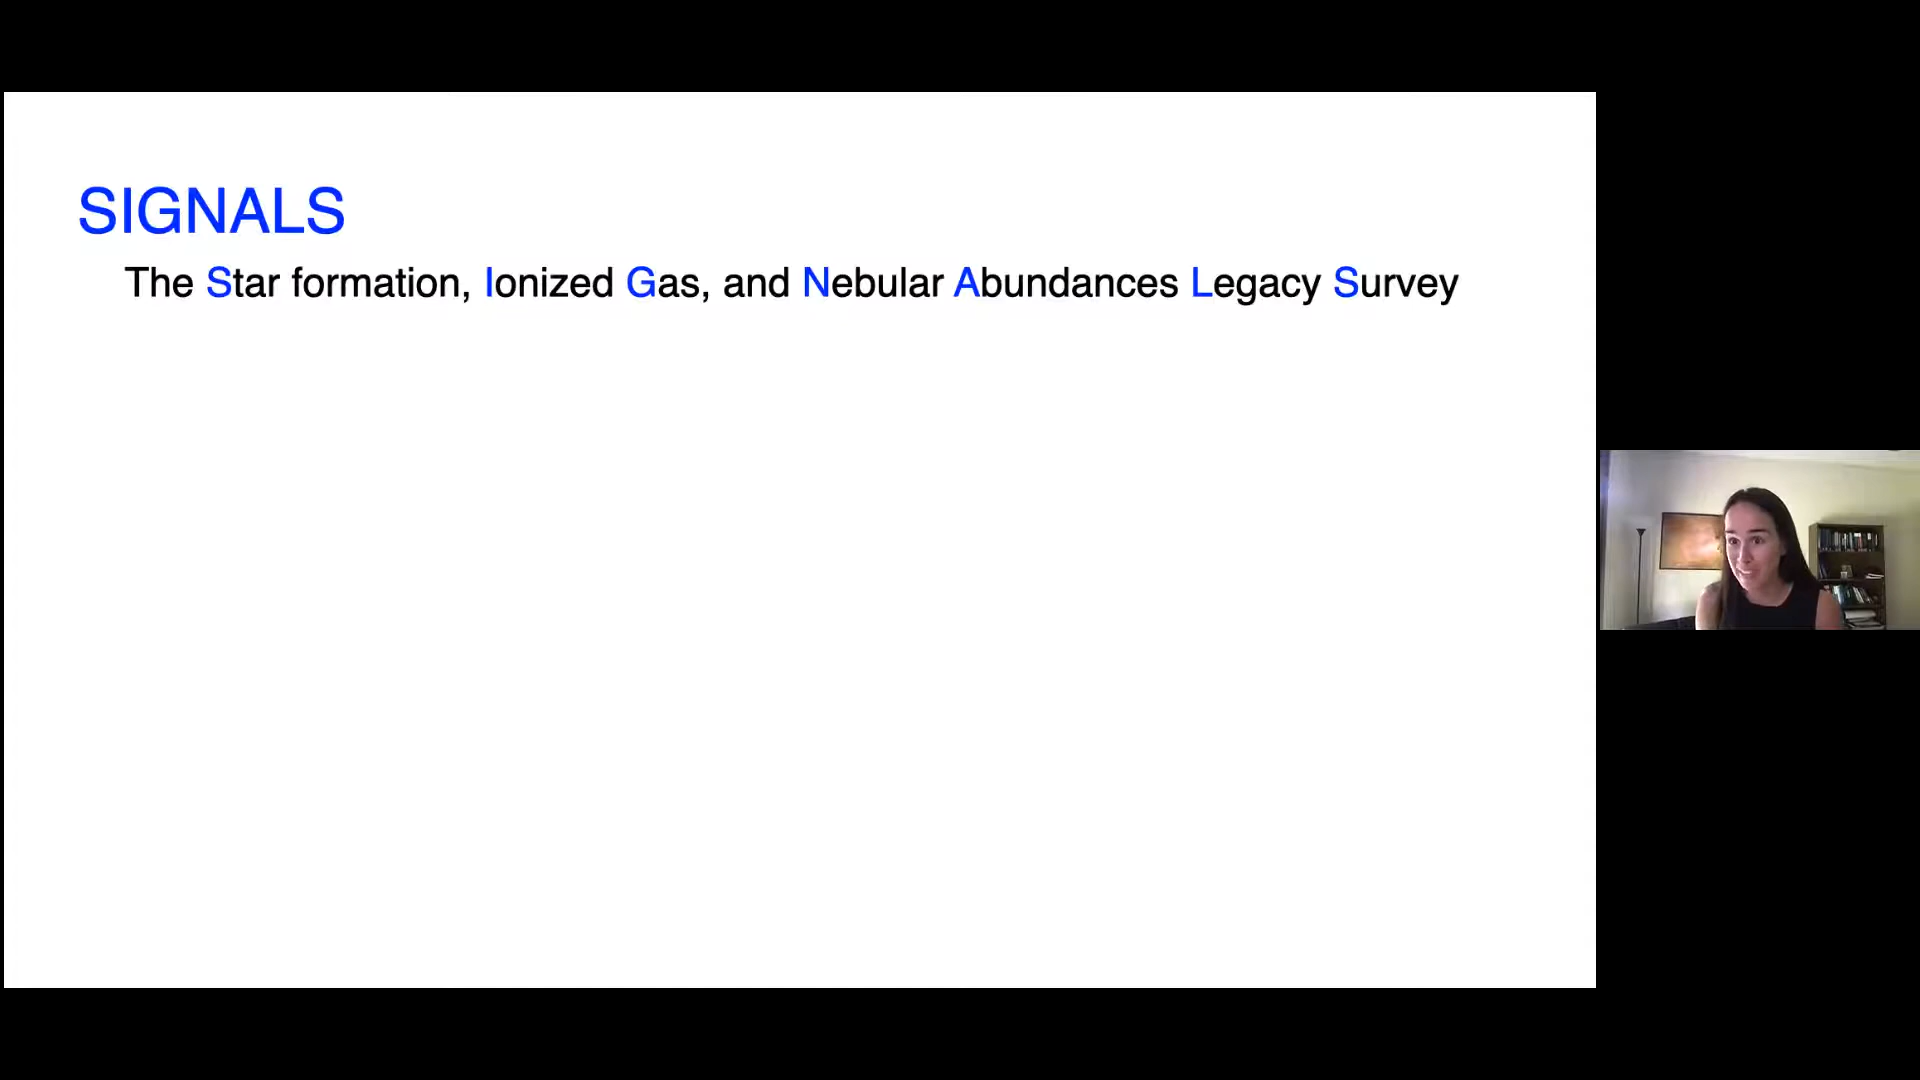 SIGNALS
The Star formation, Ionized Gas, and Nebular Abundances Legacy Survey